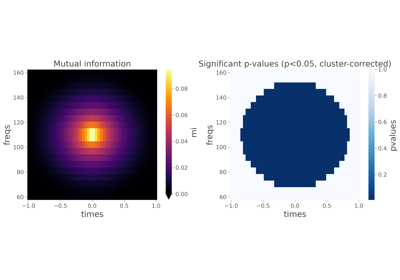 Mutual information
160
140
120
100
80
60
freqs
−1.0 −0.5 0.0 0.5 1.0
times
0.08
0.06
0.04
0.02
0.00
mi
Significant p-values (p<0.05, cluster-corrected)
160
140
120
100
80
60
freqs
−1.0 −0.5 0.0 0.5 1.0
times
1.0
0.8
0.6
0.4
0.2
pvalues